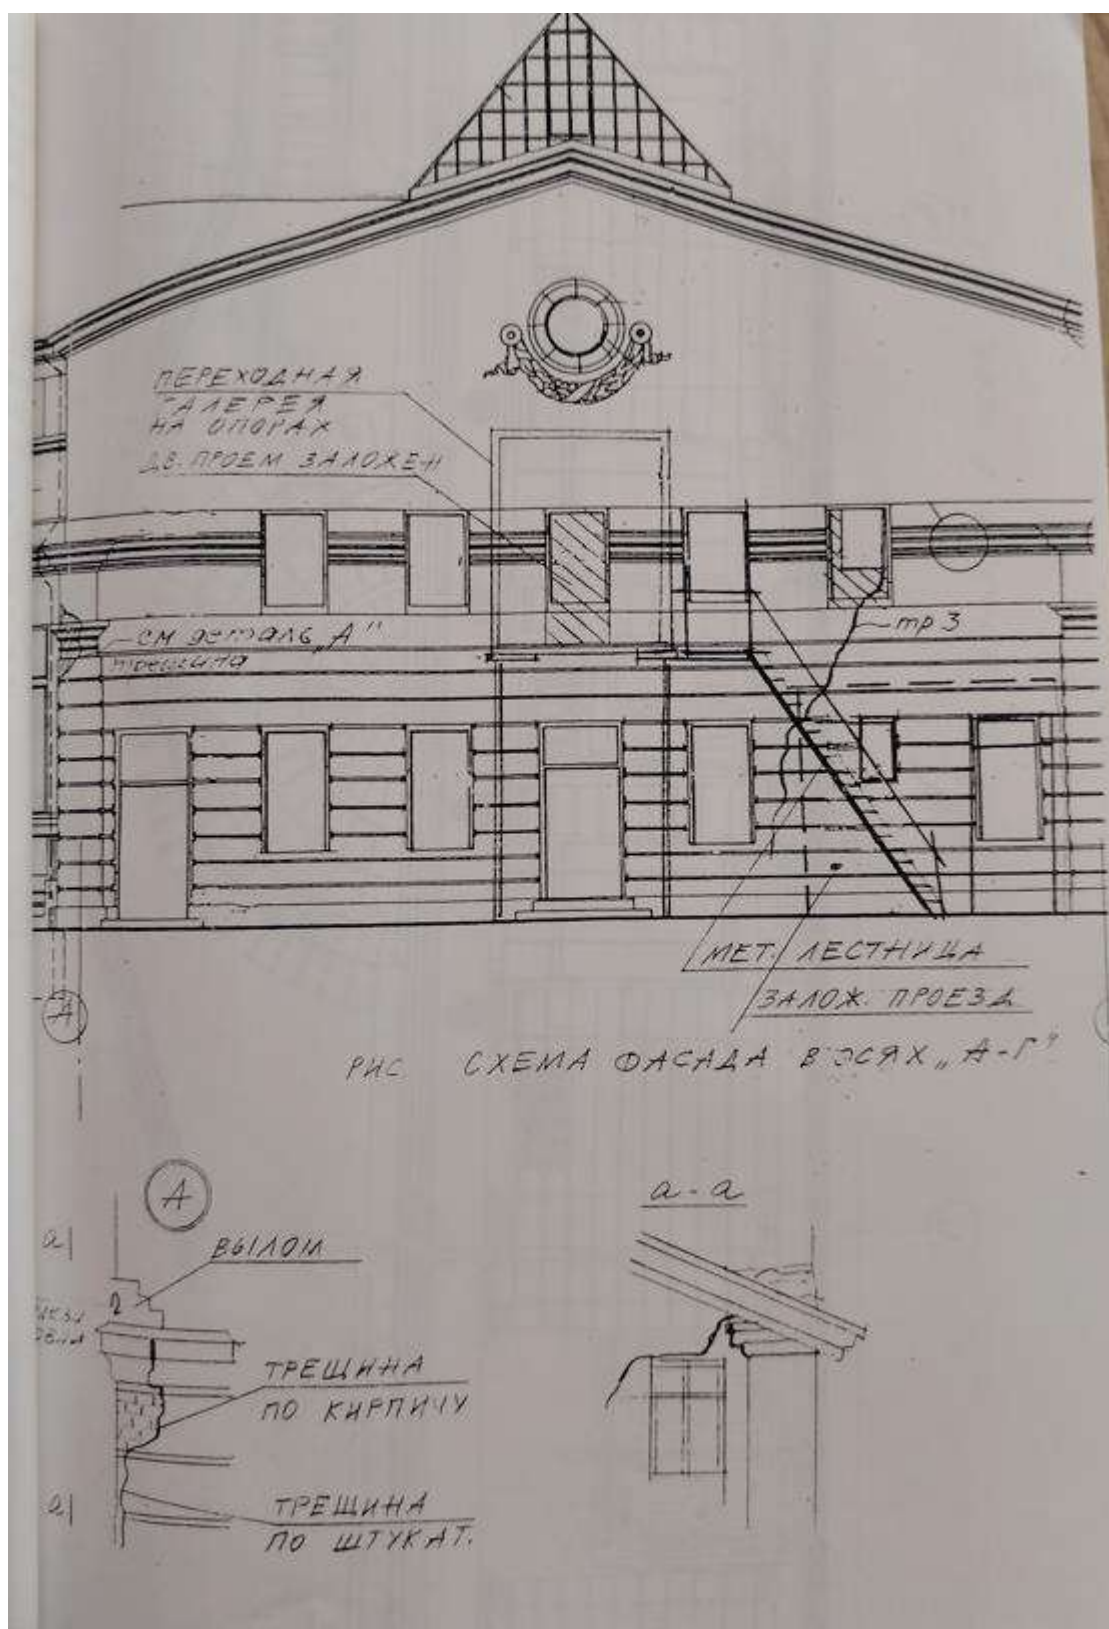 ПЕРЕХОДНАЯ
ГАЛЕРЕЯ
НА ОПОРАХ
ДВ. ПРОЕМ ЗАЛОЖЕН
см деталь „А"
трещина
тр 3
МЕТ. ЛЕСТНИЦА
ЗАЛОЖ. ПРОЕЗД
А
РИС СХЕМА ФАСАДА В ОСЯХ „А-Г"
А
а-а
а
ВЫЛОМ
ТРЕЩИНА
ПО КИРПИЧУ
а
ТРЕЩИНА
ПО ШТУКАТ.